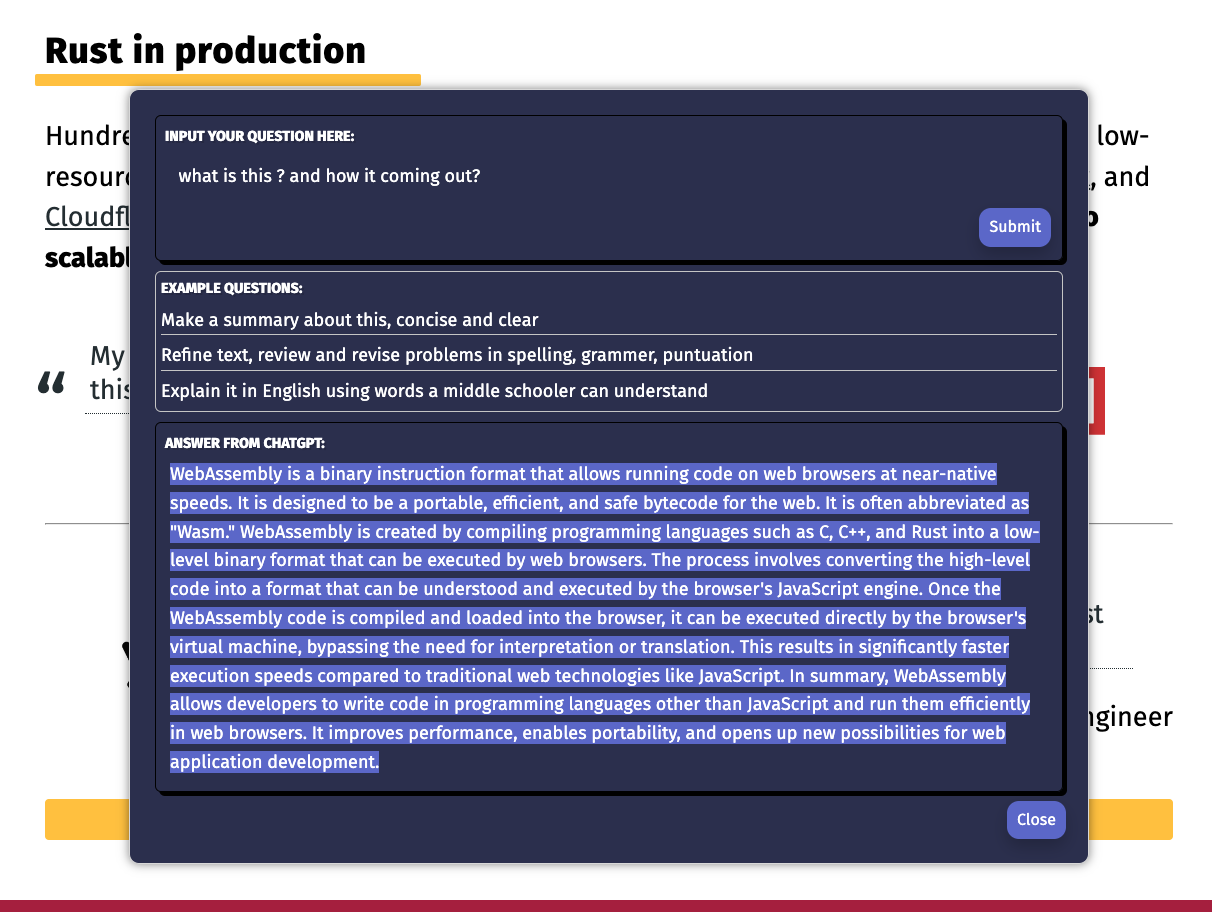 Rust in production
Hundre
low-
resourc
, and
Cloudfl
scalabl
INPUT YOUR QUESTION HERE:
what is this ? and how it coming out?
Submit
EXAMPLE QUESTIONS:
Make a summary about this, concise and clear
Refine text, review and revise problems in spelling, grammer, puntuation
Explain it in English using words a middle schooler can understand
“ My
this
ANSWER FROM CHATGPT:
WebAssembly is a binary instruction format that allows running code on web browsers at near-native
speeds. It is designed to be a portable, efficient, and safe bytecode for the web. It is often abbreviated as
"Wasm." WebAssembly is created by compiling programming languages such as C, C++, and Rust into a low-
level binary format that can be executed by web browsers. The process involves converting the high-level
code into a format that can be understood and executed by the browser's JavaScript engine. Once the
WebAssembly code is compiled and loaded into the browser, it can be executed directly by the browser's
virtual machine, bypassing the need for interpretation or translation. This results in significantly faster
execution speeds compared to traditional web technologies like JavaScript. In summary, WebAssembly
allows developers to write code in programming languages other than JavaScript and run them efficiently
in web browsers. It improves performance, enables portability, and opens up new possibilities for web
application development.
st
ngineer
Close